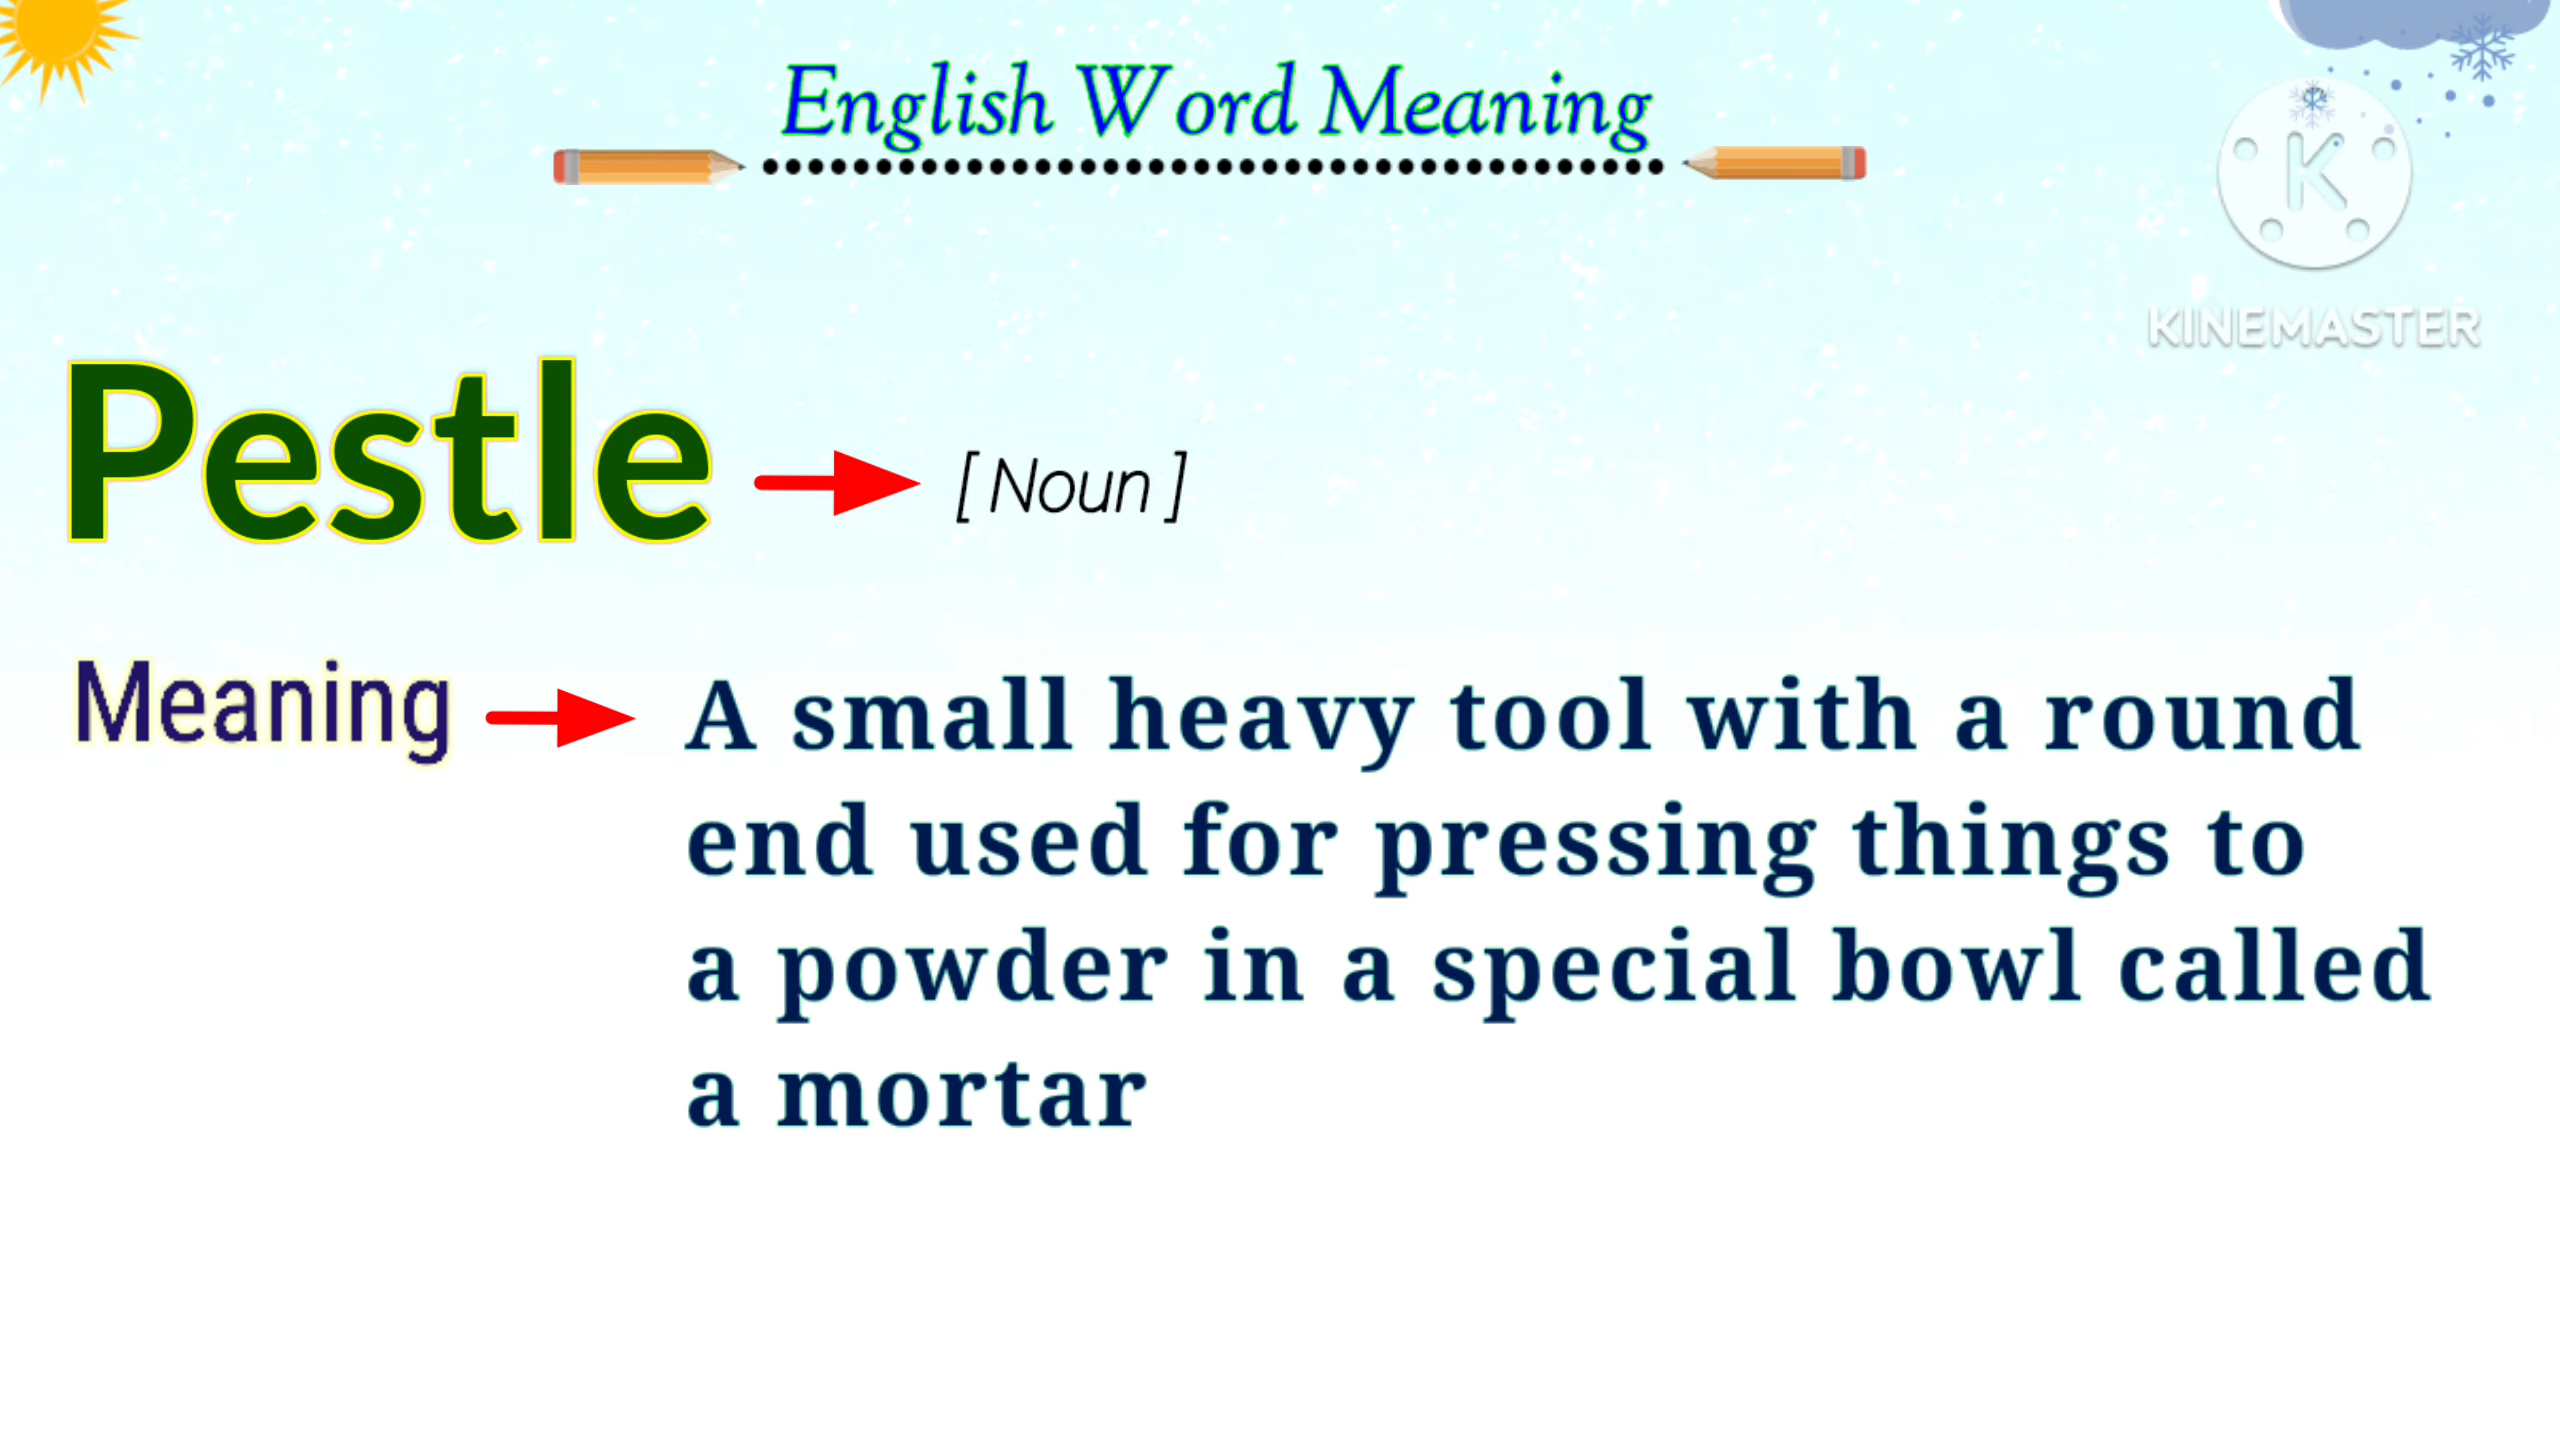 English Word Meaning
K
KINEMASTER
Pestle [Noun]
Meaning A small heavy tool with a round
end used for pressing things to
a powder in a special bowl called
a mortar